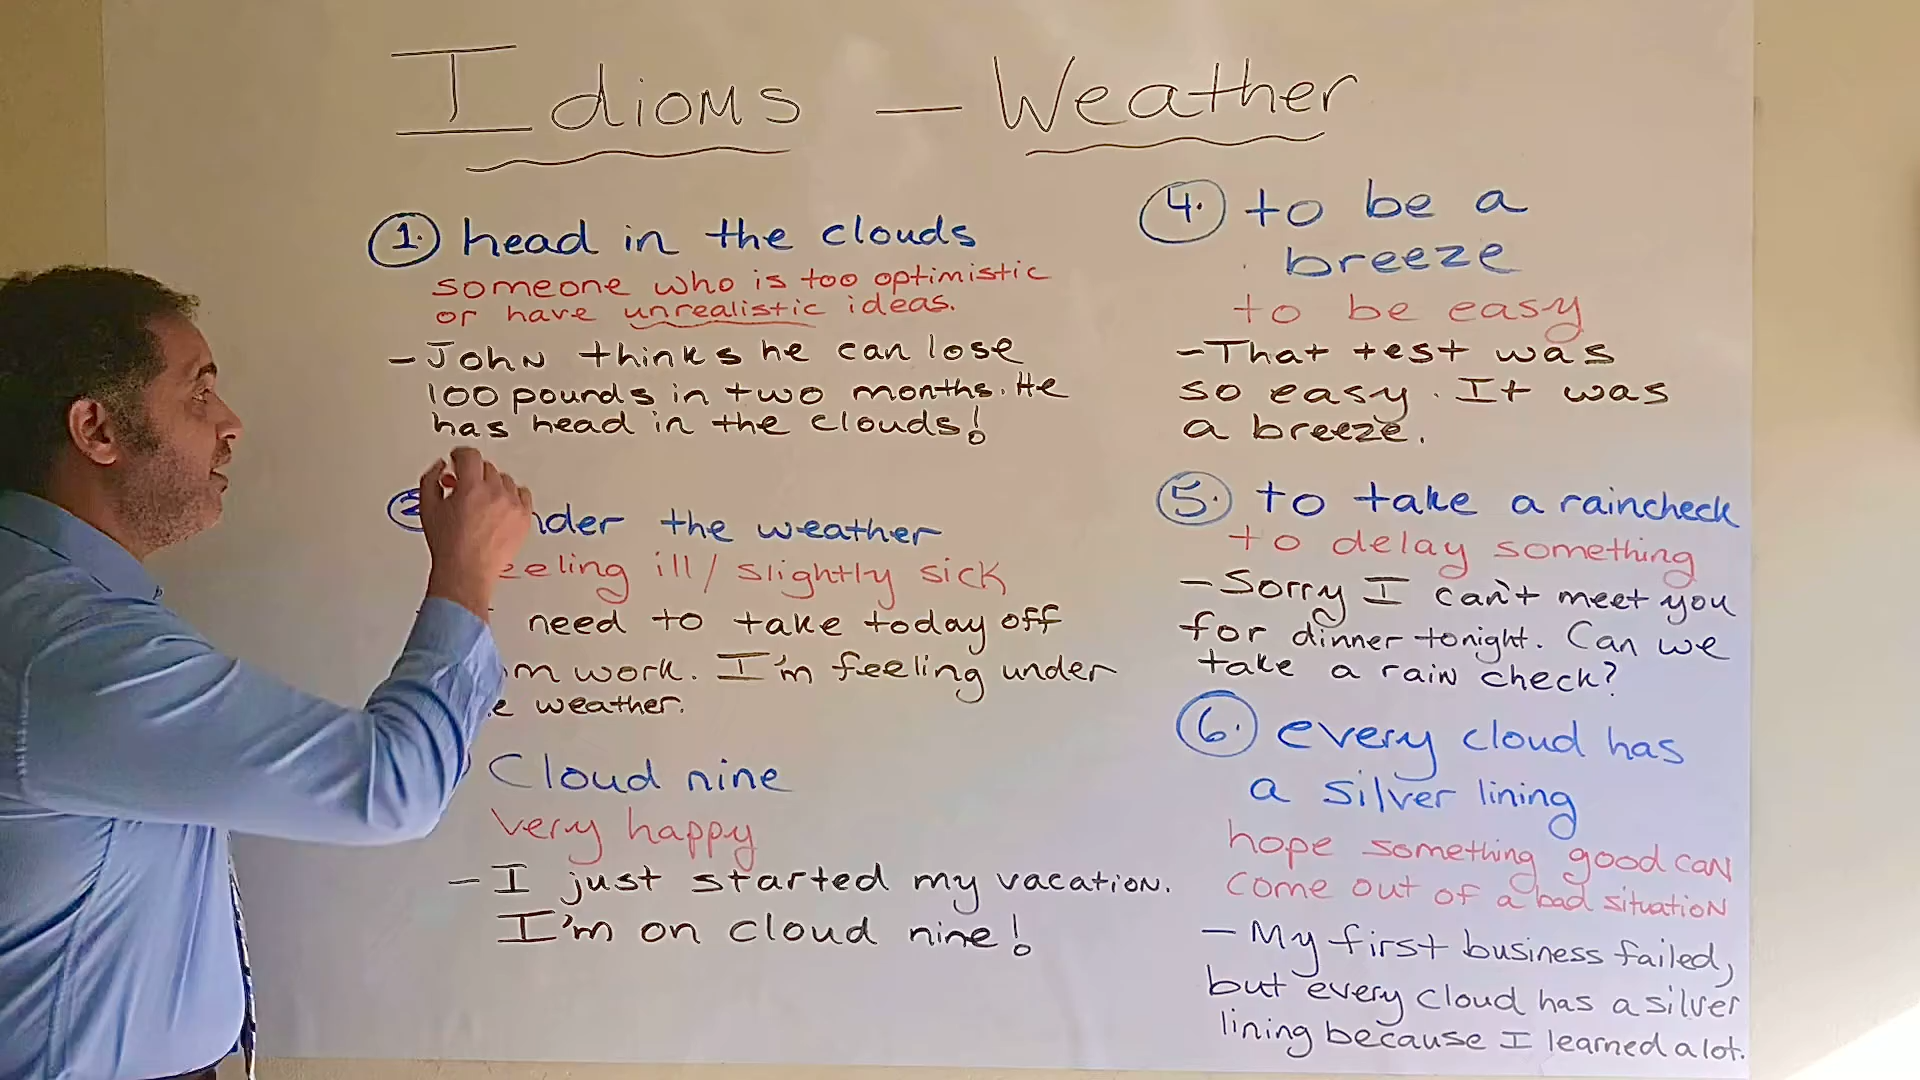 Idioms — Weather
1. head in the clouds
someone who is too optimistic
or have unrealistic ideas.
- John thinks he can lose
100 pounds in two months. He
has head in the clouds!
the weather
ill/ slightly sick
need to take today off
work. I'm feeling under
weather.
Cloud nine
Very happy
- I just started my vacation.
I'm on cloud nine!
4. to be a
breeze
to be easy
- That test was
so easy. It was
a breeze.
5. to take a raincheck
to delay something
- Sorry I can't meet you
for dinner tonight. Can we
take a rain check?
6. every cloud has
a silver lining
hope something good can
come out of a bad situation
- My first business failed,
but every cloud has a silver
lining because I learned a lot.